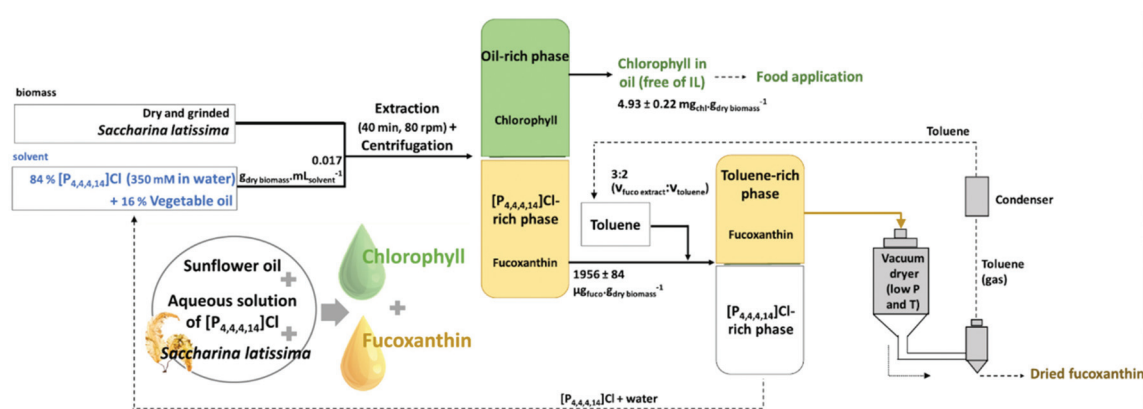 biomass
Dry and grinded
Saccharina latissima
solvent
84 % [P4,4,4,14]Cl (350 mM in water)
+ 16 % Vegetable oil
0.017
gdry biomass.mLsolvent-1
Extraction
(40 min, 80 rpm) +
Centrifugation
Oil-rich phase
Chlorophyll
[P4,4,4,14]Cl-
rich phase
Fucoxanthin
Chlorophyll in
oil (free of IL)
Food application
4.93 ± 0.22 mgchl.gdry biomass-1
1956 ± 84
µgfuco.gdry biomass-1
3:2
(Vfuco extract:Vtoluene)
Toluene
Toluene-rich
phase
Fucoxanthin
[P4,4,4,14]Cl-
rich phase
Toluene
Condenser
Toluene
(gas)
Vacuum
dryer
(low P
and T)
Dried fucoxanthin
[P4,4,4,14]Cl + water
Sunflower oil
+
Aqueous solution
of [P4,4,4,14]Cl
+
Saccharina latissima
Chlorophyll
+
Fucoxanthin